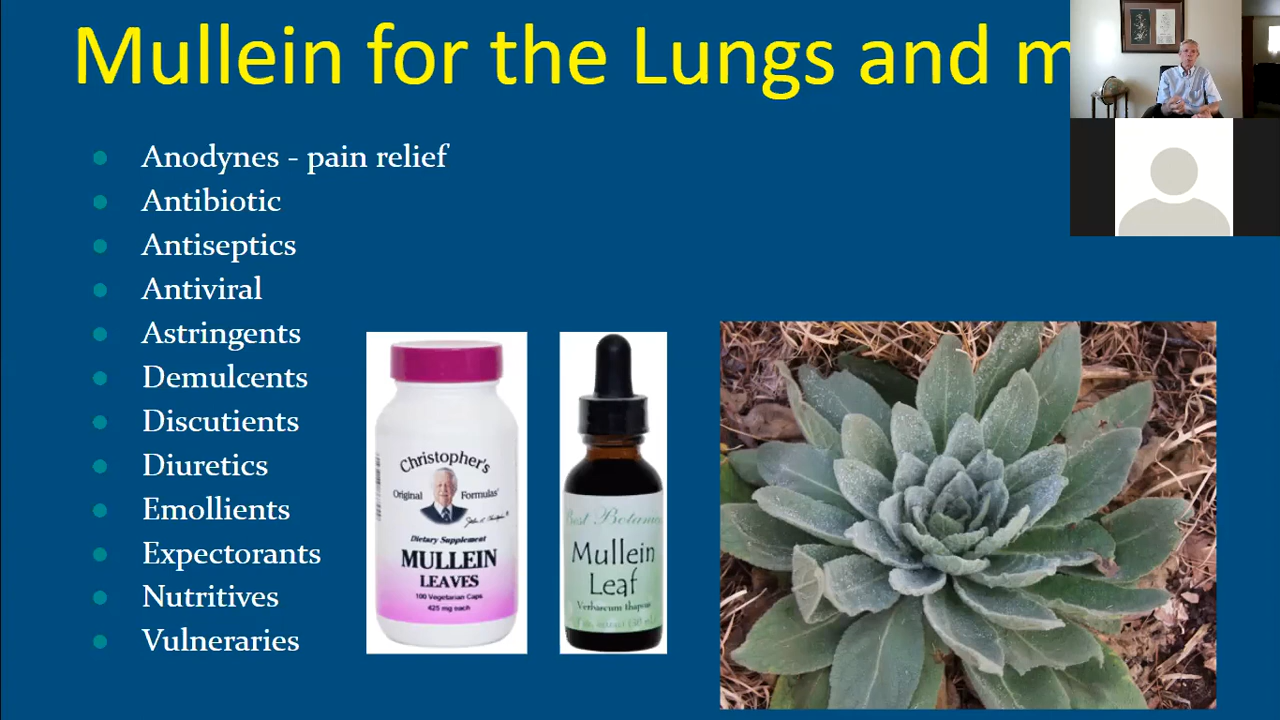 Mullein for the Lungs and m
Anodynes - pain relief
Antibiotic
Antiseptics
Antiviral
Astringents
Demulcents
Discutients
Diuretics
Emollients
Expectorants
Nutritives
Vulneraries
Christopher's
Original Formulas'
Dietary Supplement
MULLEIN
LEAVES
100 Vegetarian Caps
425 mg each
Mullein
Leaf
Verbascum thapsus